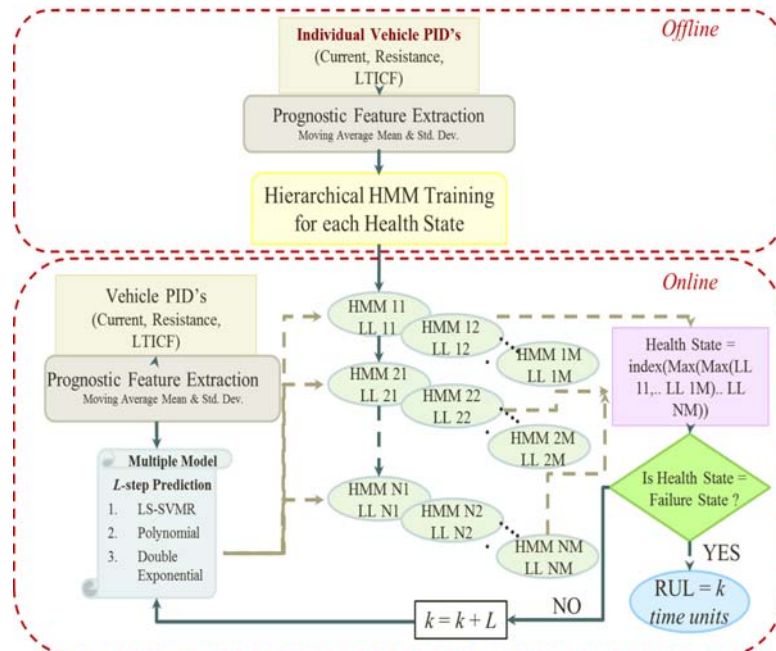 Offline
Individual Vehicle PID's
(Current, Resistance,
LTICF)
Prognostic Feature Extraction
Moving Average Mean & Std. Dev.
Hierarchical HMM Training
for each Health State
Online
Vehicle PID's
(Current, Resistance,
LTICF)
Prognostic Feature Extraction
Moving Average Mean & Std. Dev.
Multiple Model
L-step Prediction
1. LS-SVMR
2. Polynomial
3. Double
Exponential
HMM 11
LL 11
HMM 12
LL 12
HMM 1M
LL 1M
HMM 21
LL 21
HMM 22
LL 22
HMM 2M
LL 2M
HMM N1
LL N1
HMM N2
LL N2
HMM NM
LL NM
Health State =
index(Max(Max(LL
11,.. LL 1M).. LL
NM))
Is Health State =
Failure State ?
YES
NO
RUL = k
time units
k = k + L